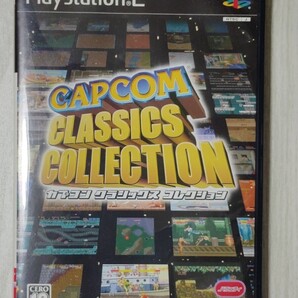 PlayStation 2
CAPCOM
CLASSICS
COLLECTION
カプコン クラシックス コレクション
CERO